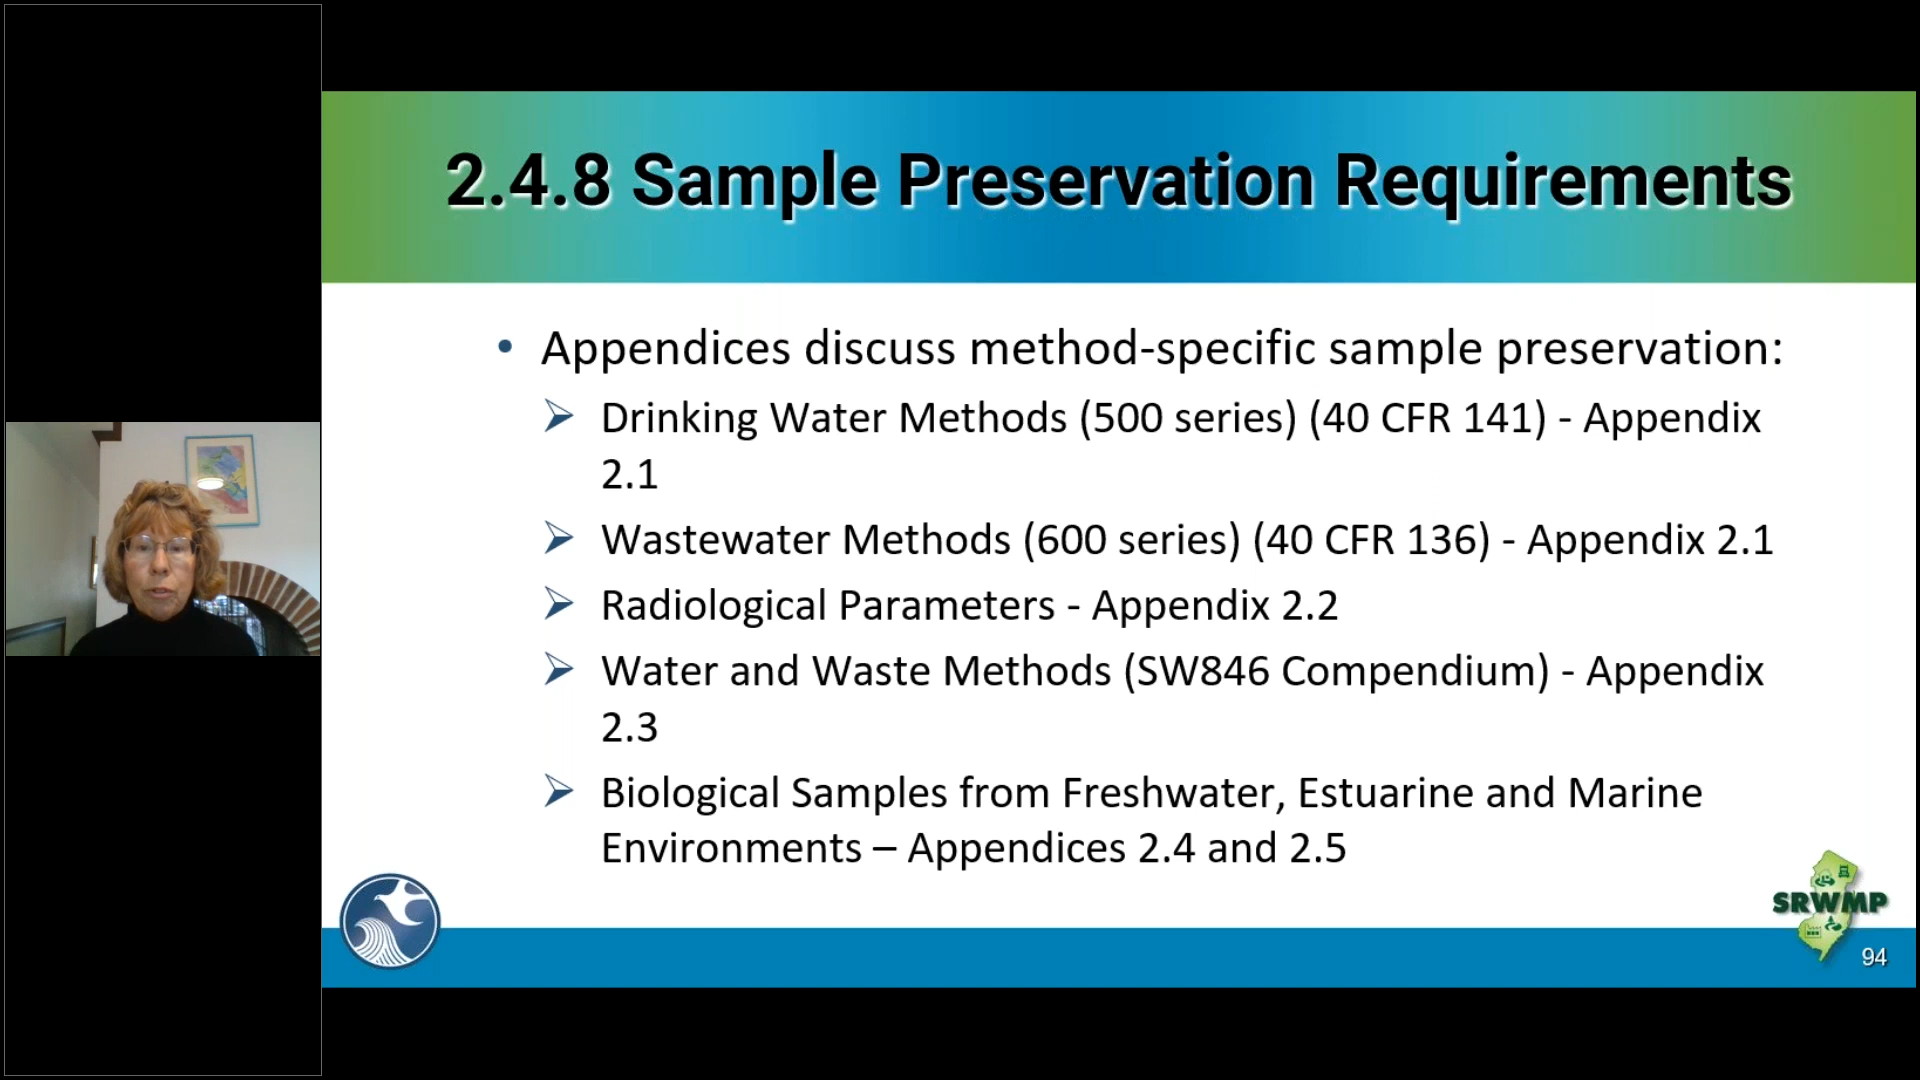 2.4.8 Sample Preservation Requirements
• Appendices discuss method-specific sample preservation:
➢ Drinking Water Methods (500 series) (40 CFR 141) - Appendix
2.1
➢ Wastewater Methods (600 series) (40 CFR 136) - Appendix 2.1
➢ Radiological Parameters - Appendix 2.2
➢ Water and Waste Methods (SW846 Compendium) - Appendix
2.3
➢ Biological Samples from Freshwater, Estuarine and Marine
Environments – Appendices 2.4 and 2.5
SRWMP
94